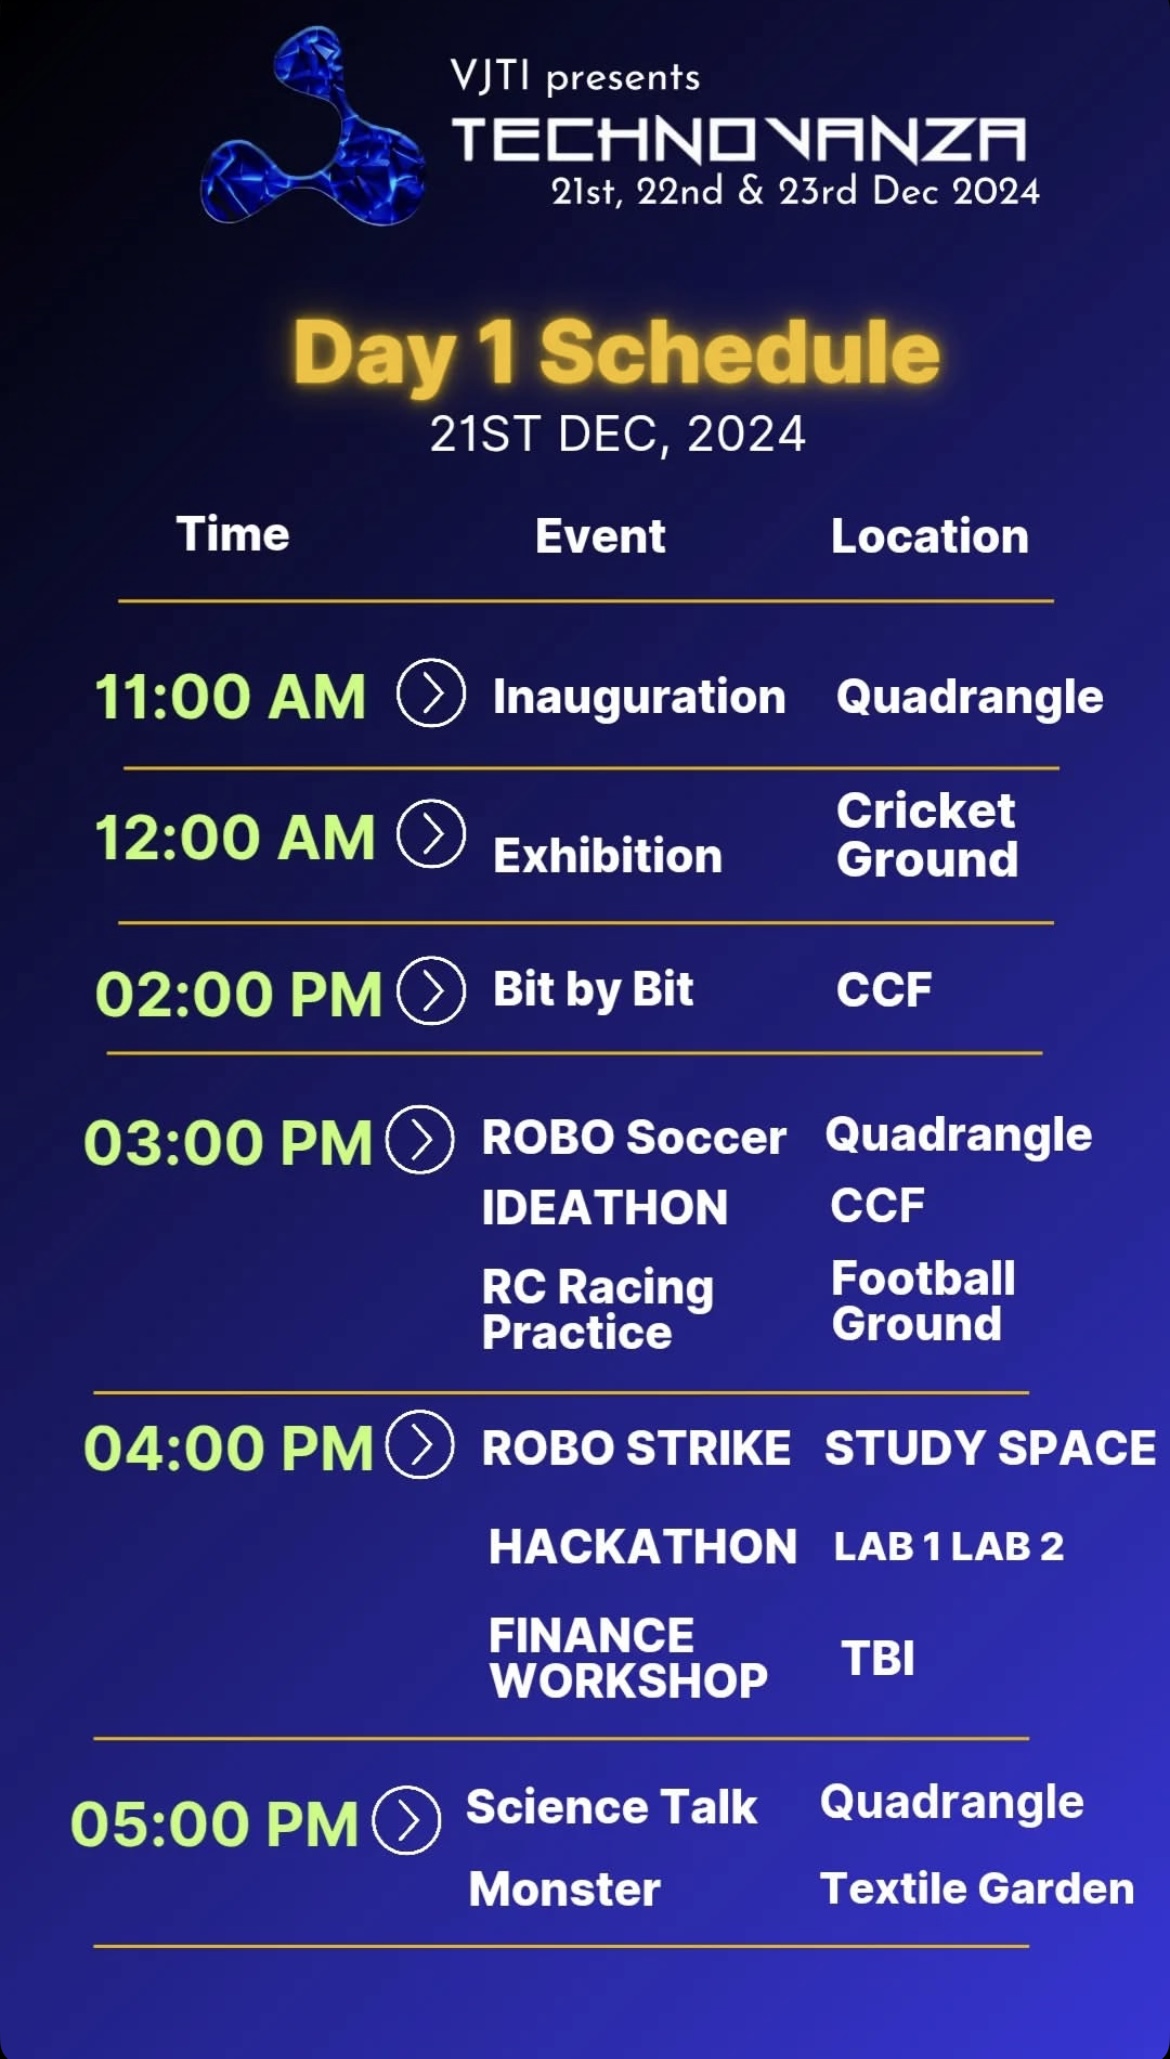 VJTI presents
TECHNOVANZA
21st, 22nd & 23rd Dec 2024
Day 1 Schedule
21ST DEC, 2024
Time Event Location
11:00 AM Inauguration Quadrangle
12:00 AM Exhibition Cricket
Ground
02:00 PM Bit by Bit CCF
03:00 PM ROBO Soccer Quadrangle
IDEATHON CCF
RC Racing Football
Practice Ground
04:00 PM ROBO STRIKE STUDY SPACE
HACKATHON LAB 1 LAB 2
FINANCE
WORKSHOP TBI
05:00 PM Science Talk Quadrangle
Monster Textile Garden